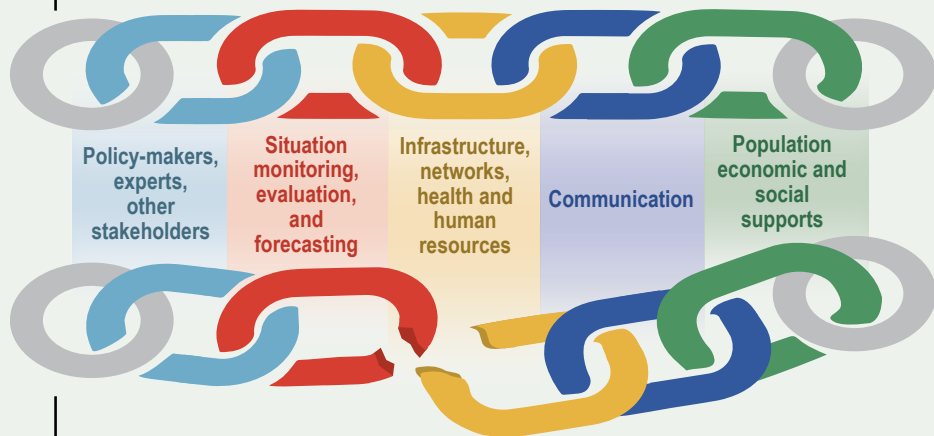 Policy-makers,
experts,
other
stakeholders
Situation
monitoring,
evaluation,
and
forecasting
Infrastructure,
networks,
health and
human
resources
Communication
Population
economic and
social
supports